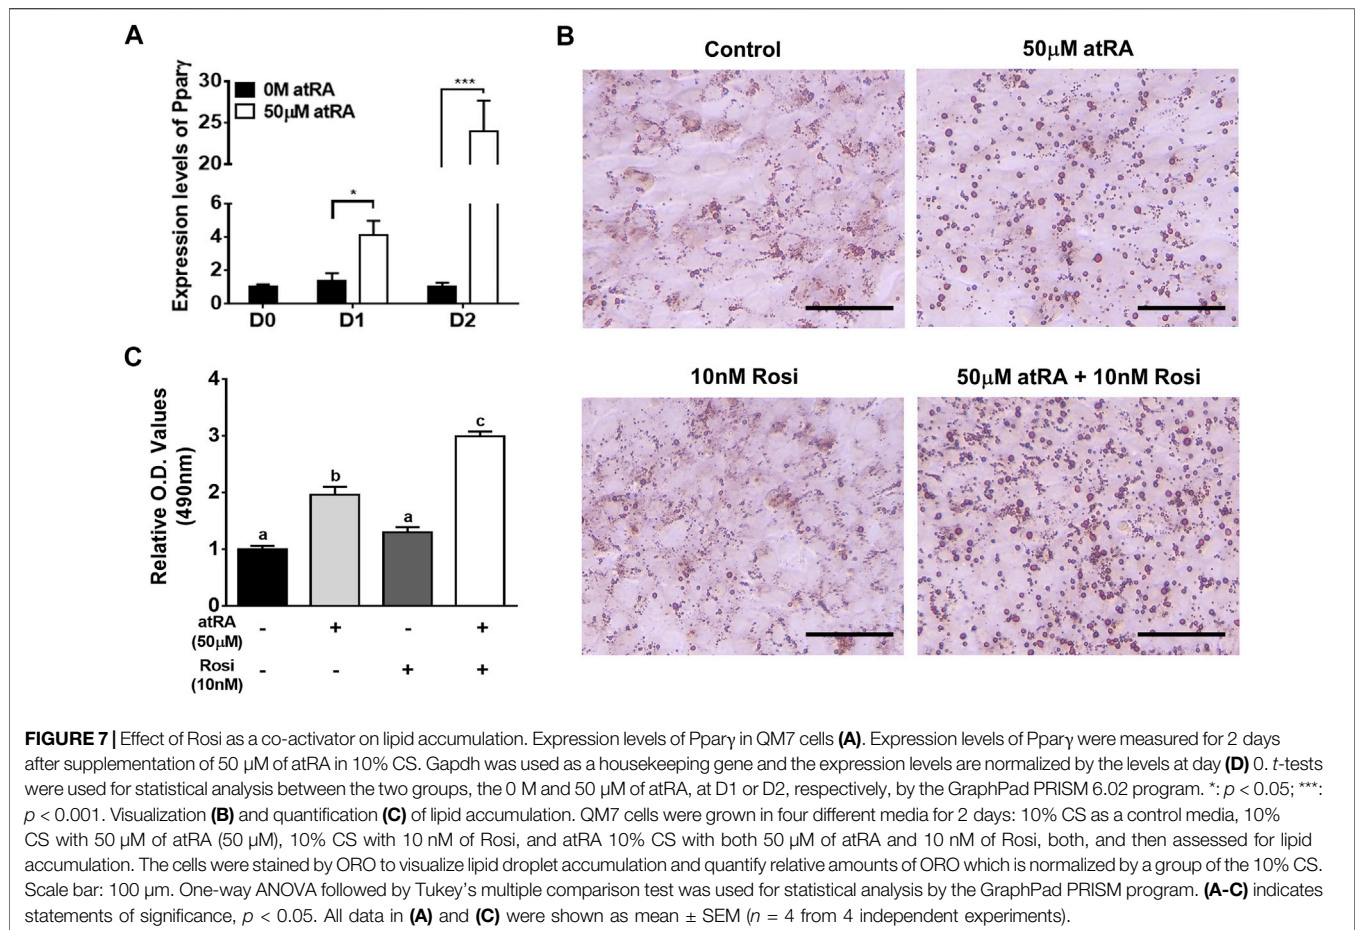 A
Expression levels of Pparγ
30
25
20
6
4
2
0
0M atRA
50μM atRA
*
***
D0 D1 D2
B
Control
50μM atRA
10nM Rosi
50μM atRA + 10nM Rosi
C
Relative O.D. Values
(490nm)
4
3
2
1
0
a b a c
atRA
(50μM) - + - +
Rosi
(10nM) - - + +
FIGURE 7 | Effect of Rosi as a co-activator on lipid accumulation. Expression levels of Pparγ in QM7 cells (A). Expression levels of Pparγ were measured for 2 days
after supplementation of 50 μM of atRA in 10% CS. Gapdh was used as a housekeeping gene and the expression levels are normalized by the levels at day (D) 0. t-tests
were used for statistical analysis between the two groups, the 0 M and 50 μM of atRA, at D1 or D2, respectively, by the GraphPad PRISM 6.02 program. *: p < 0.05; ***:
p < 0.001. Visualization (B) and quantification (C) of lipid accumulation. QM7 cells were grown in four different media for 2 days: 10% CS as a control media, 10%
CS with 50 μM of atRA (50 μM), 10% CS with 10 nM of Rosi, and atRA 10% CS with both 50 μM of atRA and 10 nM of Rosi, both, and then assessed for lipid
accumulation. The cells were stained by ORO to visualize lipid droplet accumulation and quantify relative amounts of ORO which is normalized by a group of the 10% CS.
Scale bar: 100 μm. One-way ANOVA followed by Tukey's multiple comparison test was used for statistical analysis by the GraphPad PRISM program. (A-C) indicates
statements of significance, p < 0.05. All data in (A) and (C) were shown as mean ± SEM (n = 4 from 4 independent experiments).